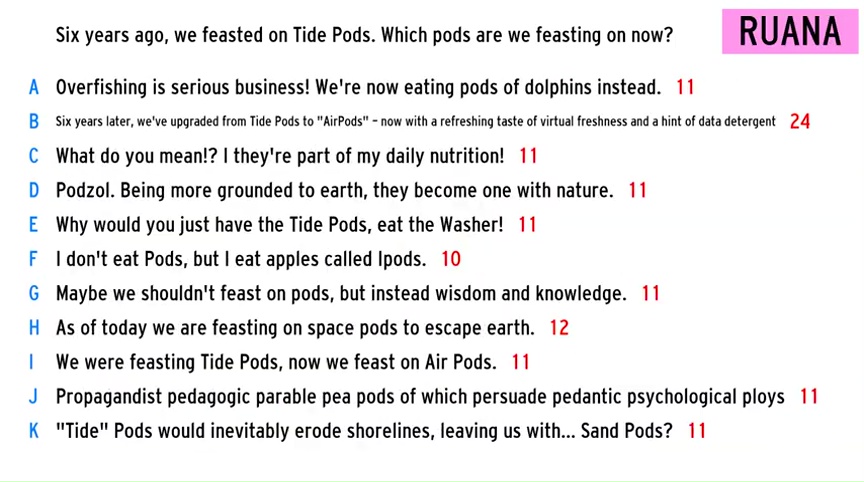 Six years ago, we feasted on Tide Pods. Which pods are we feasting on now?
RUANA
A Overfishing is serious business! We're now eating pods of dolphins instead. 11
B Six years later, we've upgraded from Tide Pods to "AirPods" – now with a refreshing taste of virtual freshness and a hint of data detergent 24
C What do you mean!? I they're part of my daily nutrition! 11
D Podzol. Being more grounded to earth, they become one with nature. 11
E Why would you just have the Tide Pods, eat the Washer! 11
F I don't eat Pods, but I eat apples called Ipods. 10
G Maybe we shouldn't feast on pods, but instead wisdom and knowledge. 11
H As of today we are feasting on space pods to escape earth. 12
I We were feasting Tide Pods, now we feast on Air Pods. 11
J Propagandist pedagogic parable pea pods of which persuade pedantic psychological ploys 11
K "Tide" Pods would inevitably erode shorelines, leaving us with... Sand Pods? 11